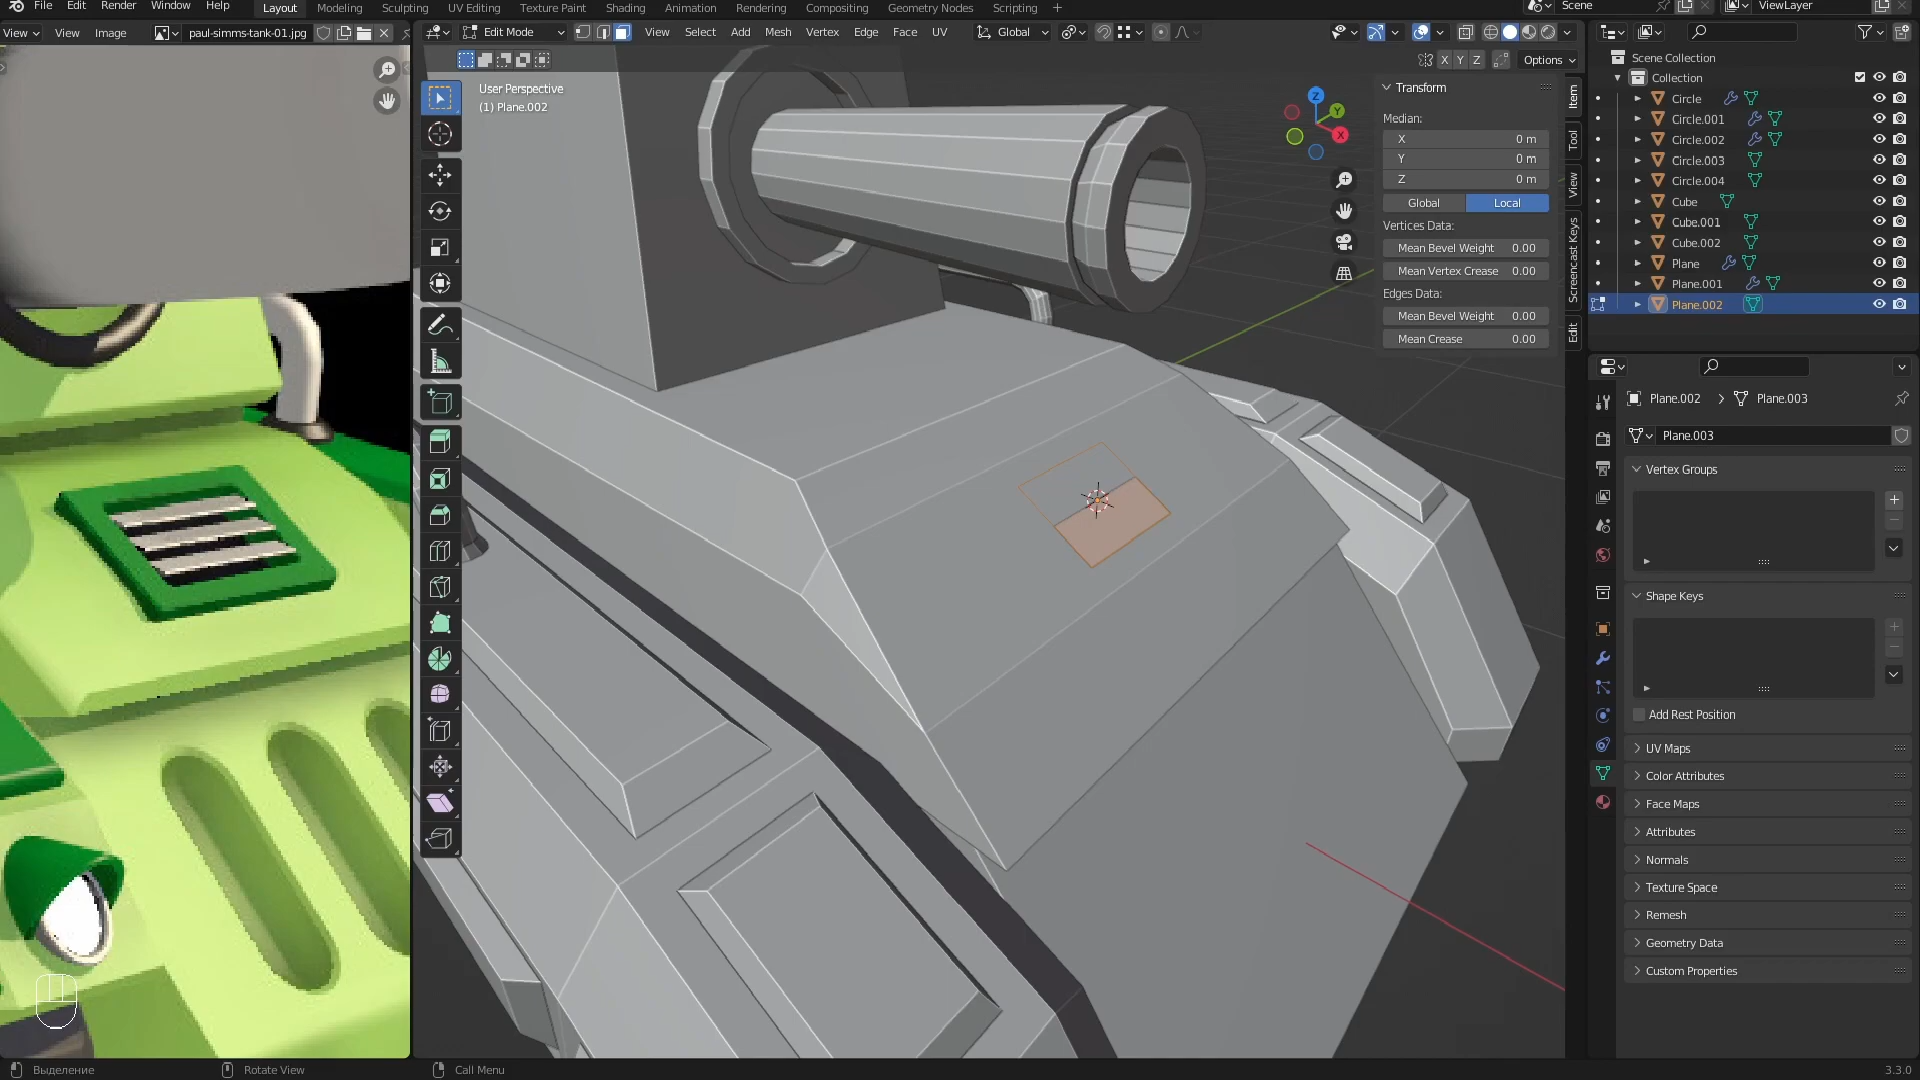 File Edit Render Window Help Layout Modeling Sculpting UV Editing Texture Paint Shading Animation Rendering Compositing Geometry Nodes Scripting + Scene ViewLayer
View View Image paul-simms-tank-01.jpg Edit Mode View Select Add Mesh Vertex Edge Face UV Global
X Y Z Options
User Perspective
(1) Plane.002
Z
Y
X
Transform
Median:
X 0 m
Y 0 m
Z 0 m
Global Local
Vertices Data:
Mean Bevel Weight 0.00
Mean Vertex Crease 0.00
Edges Data:
Mean Bevel Weight 0.00
Mean Crease 0.00
Item
Tool
View
Screencast Keys
Edit
Scene Collection
Collection
Circle
Circle.001
Circle.002
Circle.003
Circle.004
Cube
Cube.001
Cube.002
Plane
Plane.001
Plane.002
Plane.002 > Plane.003
Plane.003
Vertex Groups
Shape Keys
Add Rest Position
UV Maps
Color Attributes
Face Maps
Attributes
Normals
Texture Space
Remesh
Geometry Data
Custom Properties
Выделение Rotate View Call Menu 3.3.0